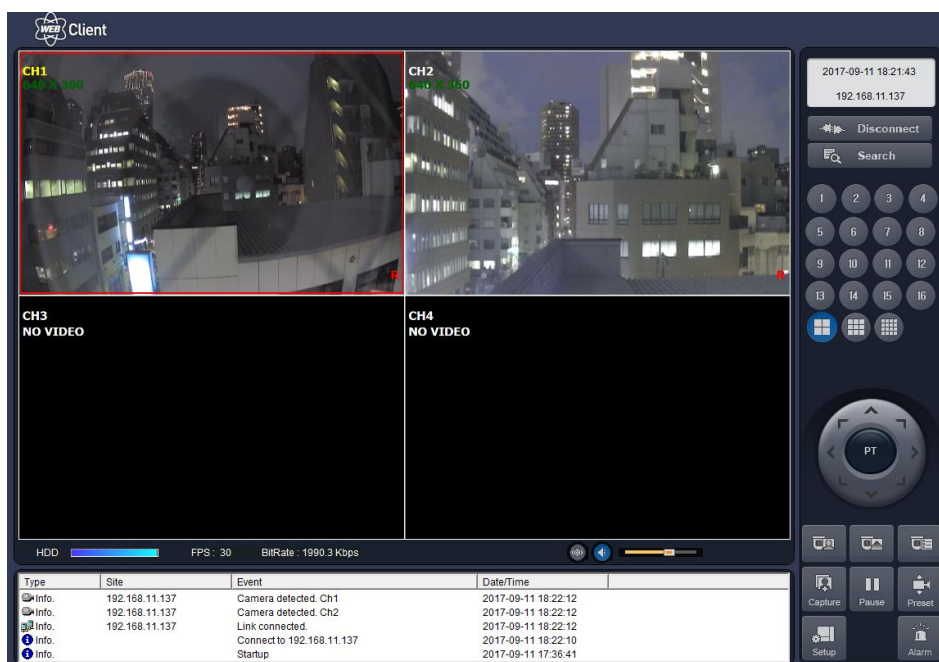 WEB Client
CH1
640 X 360
R
CH2
640 X 360
R
CH3
NO VIDEO
CH4
NO VIDEO
2017-09-11 18:21:43
192.168.11.137
Disconnect
Search
1 2 3 4
5 6 7 8
9 10 11 12
13 14 15 16
PT
HDD FPS : 30 BitRate : 1990.3 Kbps
Capture Pause Preset
Setup Alarm
Type Site Event Date/Time
Info. 192.168.11.137 Camera detected. Ch1 2017-09-11 18:22:12
Info. 192.168.11.137 Camera detected. Ch2 2017-09-11 18:22:12
Info. 192.168.11.137 Link connected. 2017-09-11 18:22:12
Info. Connect to 192.168.11.137 2017-09-11 18:22:10
Info. Startup 2017-09-11 17:36:41